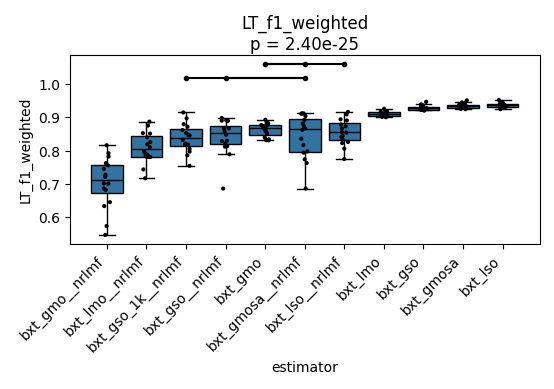 LT_f1_weighted
p = 2.40e-25
LT_f1_weighted
1.0
0.9
0.8
0.7
0.6
bxt_gmo__nrlmf
bxt_lmo__nrlmf
bxt_gso_1k__nrlmf
bxt_gso__nrlmf
bxt_gmo
bxt_gmosa__nrlmf
bxt_lso__nrlmf
bxt_lmo
bxt_gso
bxt_gmosa
bxt_lso
estimator